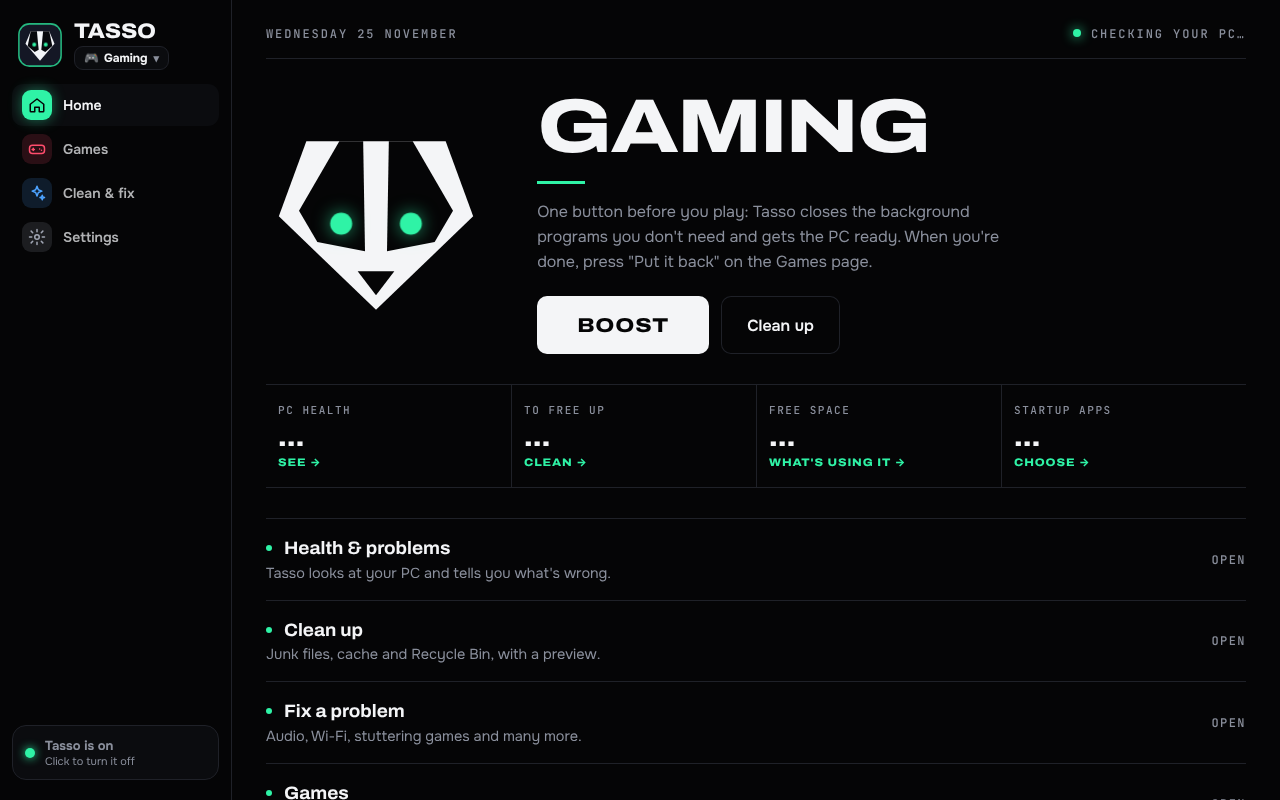 TASSO
🎮 Gaming ▾
Home
Games
Clean & fix
Settings
Tasso is on
Click to turn it off
WEDNESDAY 25 NOVEMBER
CHECKING YOUR PC…
GAMING
One button before you play: Tasso closes the background
programs you don't need and gets the PC ready. When you're
done, press "Put it back" on the Games page.
BOOST
Clean up
PC HEALTH
...
SEE →
TO FREE UP
...
CLEAN →
FREE SPACE
...
WHAT'S USING IT →
STARTUP APPS
...
CHOOSE →
Health & problems
Tasso looks at your PC and tells you what's wrong.
OPEN
Clean up
Junk files, cache and Recycle Bin, with a preview.
OPEN
Fix a problem
Audio, Wi-Fi, stuttering games and many more.
OPEN
Games